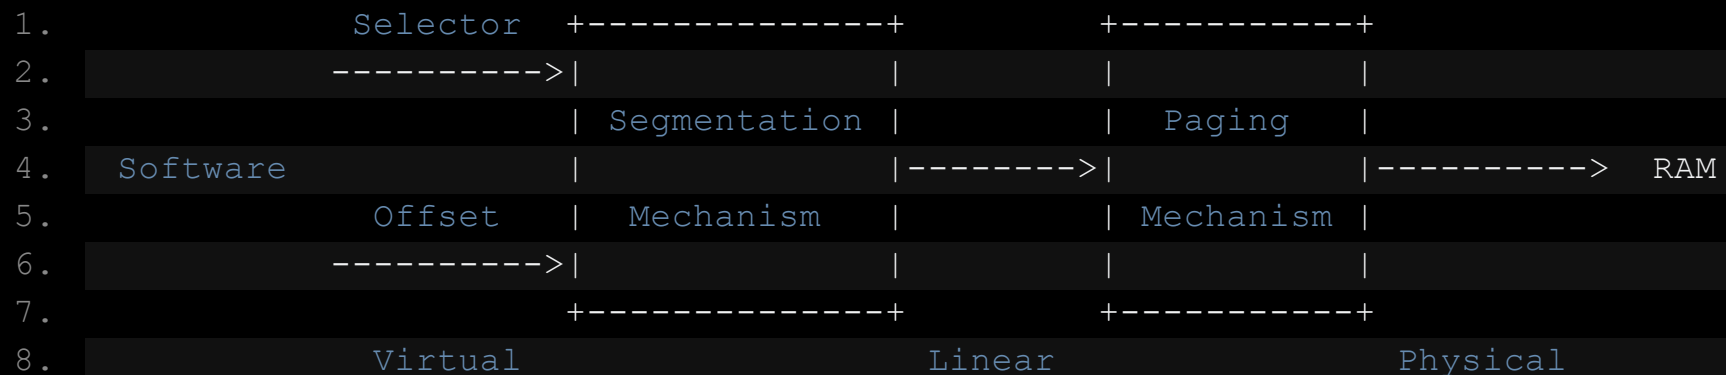 1.               Selector  +--------------+         +-----------+
2.              ---------->|              |         |           |
3.                         | Segmentation |         |  Paging   |
4.    Software             |              |-------->|           |---------->  RAM
5.                Offset   |  Mechanism   |         | Mechanism |
6.              ---------->|              |         |           |
7.                         +--------------+         +-----------+
8.                Virtual                   Linear                Physical